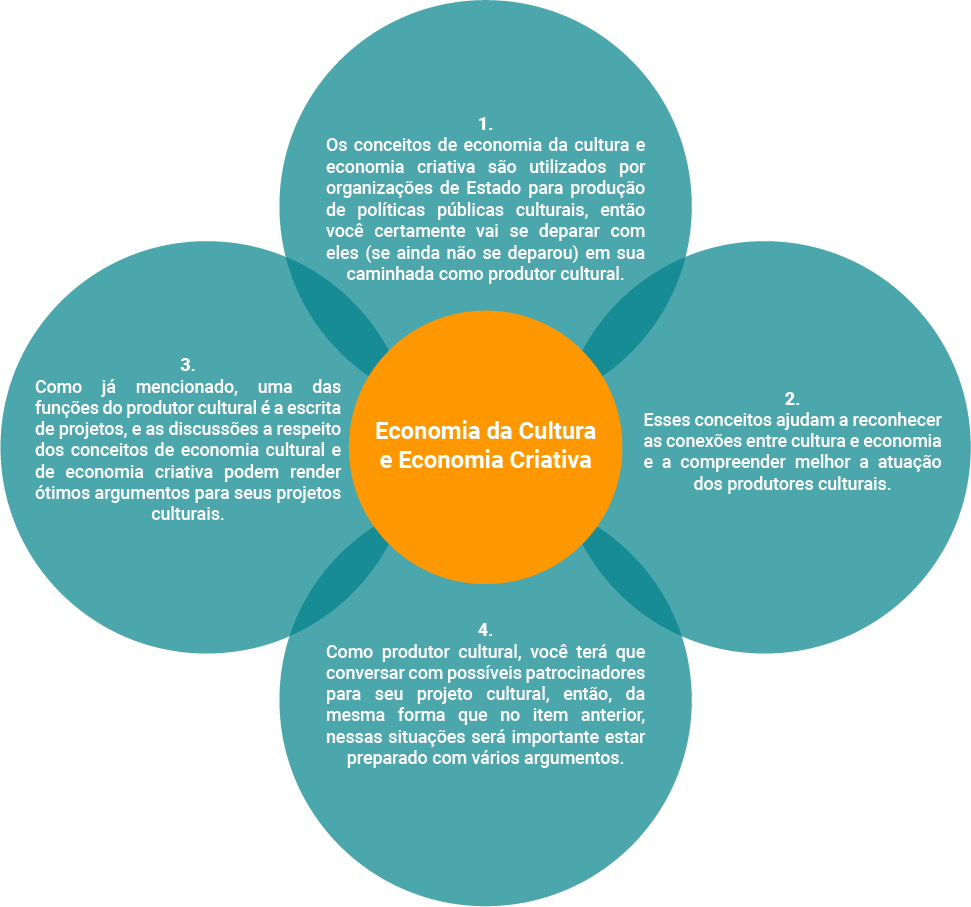 1.
Os conceitos de economia da cultura e
economia criativa são utilizados por
organizações de Estado para produção
de políticas públicas culturais, então
você certamente vai se deparar com
eles (se ainda não se deparou) em sua
caminhada como produtor cultural.
Economia da Cultura
e Economia Criativa
2.
Esses conceitos ajudam a reconhecer
as conexões entre cultura e economia
e a compreender melhor a atuação
dos produtores culturais.
3.
Como já mencionado, uma das
funções do produtor cultural é a escrita
de projetos, e as discussões a respeito
dos conceitos de economia cultural e
de economia criativa podem render
ótimos argumentos para seus projetos
culturais.
4.
Como produtor cultural, você terá que
conversar com possíveis patrocinadores
para seu projeto cultural, então, da
mesma forma que no item anterior,
nessas situações será importante estar
preparado com vários argumentos.